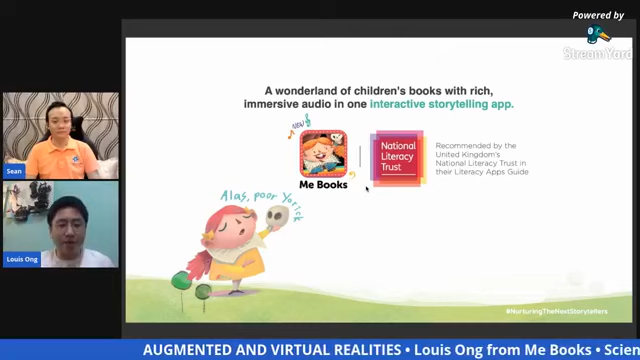 Powered by
StreamYard
A wonderland of children's books with rich,
immersive audio in one interactive storytelling app.
NEW
Me Books
National
Literacy
Trust
Recommended by the
United Kingdom's
National Literacy Trust in
their Literacy Apps Guide
Alas, poor Yorick
Sean
Louis Ong
#NurturingTheNextStorytellers
AUGMENTED AND VIRTUAL REALITIES • Louis Ong from Me Books • Scien